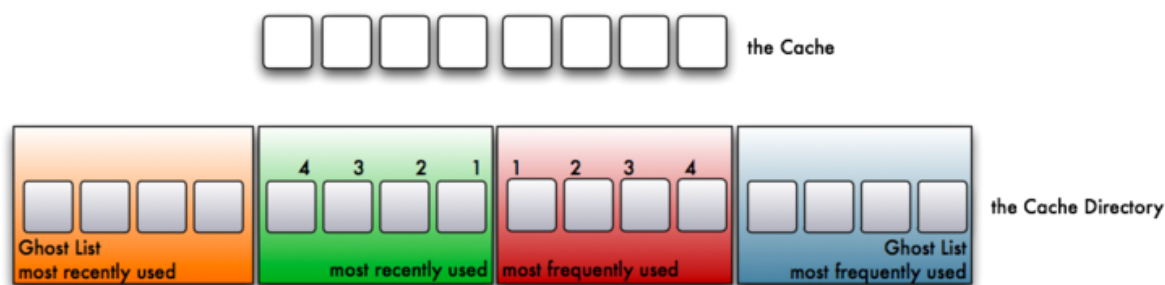 the Cache
4 3 2 1 1 2 3 4
the Cache Directory
Ghost List
most recently used
most recently used
most frequently used
Ghost List
most frequently used